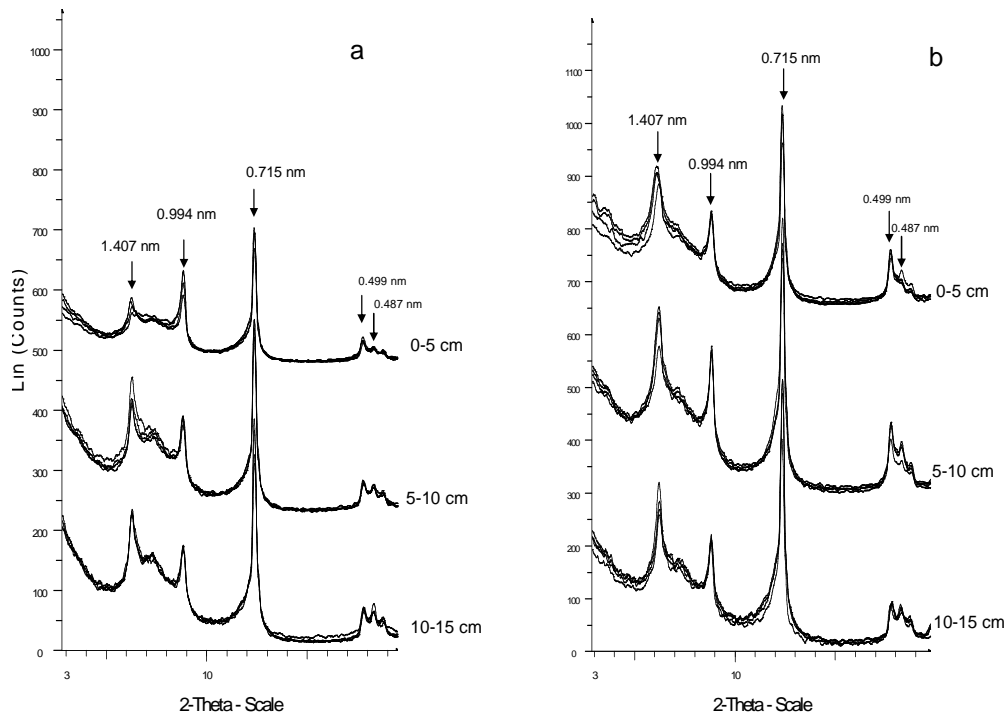 a
1000
900
800
700
600
500
400
300
200
100
0
Lin (Counts)
1.407 nm
0.994 nm
0.715 nm
0.499 nm
0.487 nm
0-5 cm
5-10 cm
10-15 cm
3
10
2-Theta - Scale
b
1100
1000
900
800
700
600
500
400
300
200
100
0
1.407 nm
0.994 nm
0.715 nm
0.499 nm
0.487 nm
0-5 cm
5-10 cm
10-15 cm
3
10
2-Theta - Scale